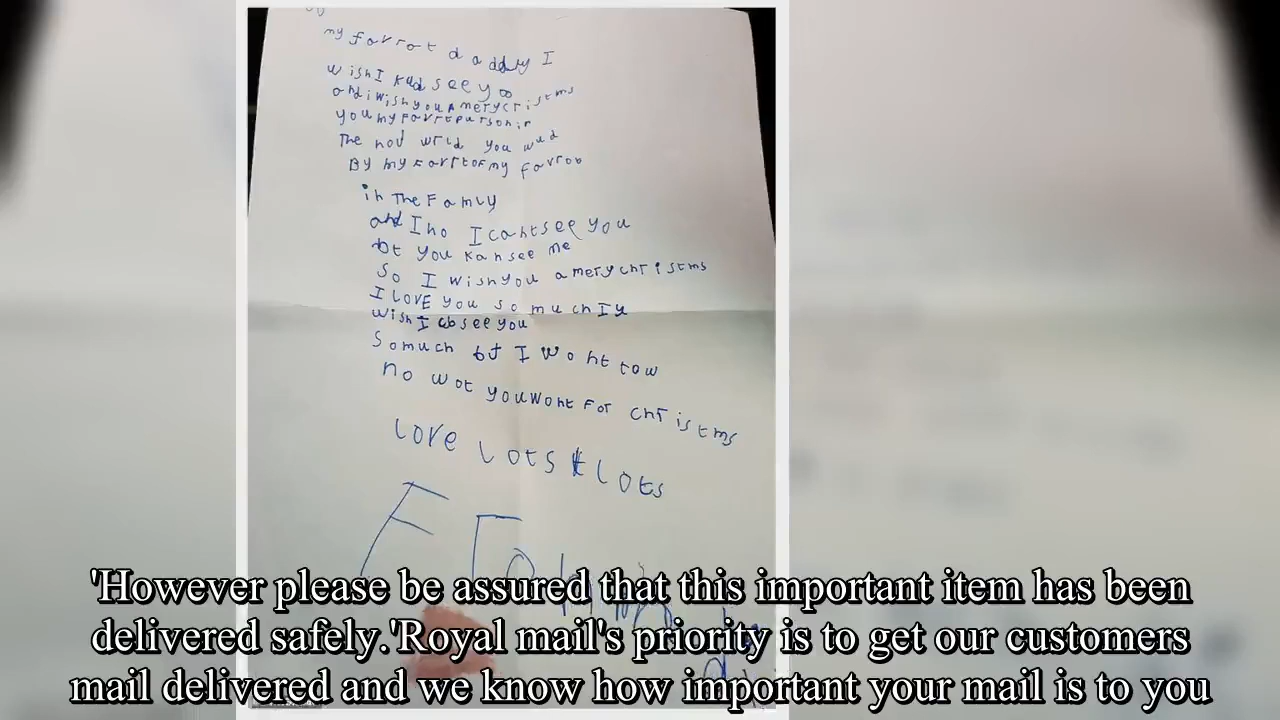 my favrot daddy I
wish I kud see yoo
and i wish you A mery cristms
you my favrt purson in
The hol wrld you wud
By my favrt of my favrob
in The Famly
and I no I cant see you
bt you kan see me
So I wish you a mery christms
I LOVE you so much I
wish I cb see you
So much bt I wont tow
no wot you wont For christms
Love Lots Lots
'However please be assured that this important item has been
delivered safely.'Royal mail's priority is to get our customers
mail delivered and we know how important your mail is to you